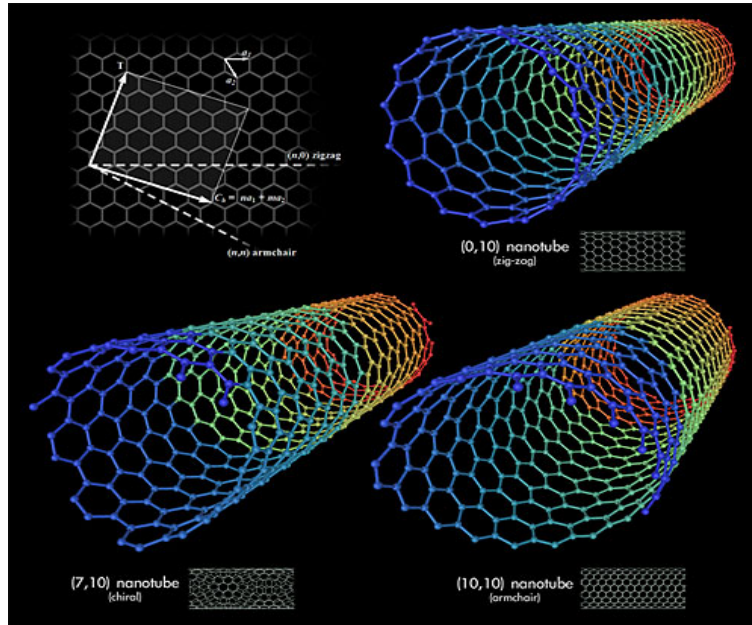 a₁
T
a₂
(n,0) zigzag
Cₕ = na₁ + ma₂
(n,n) armchair
(0,10) nanotube
(zig-zag)
(7,10) nanotube
(chiral)
(10,10) nanotube
(armchair)